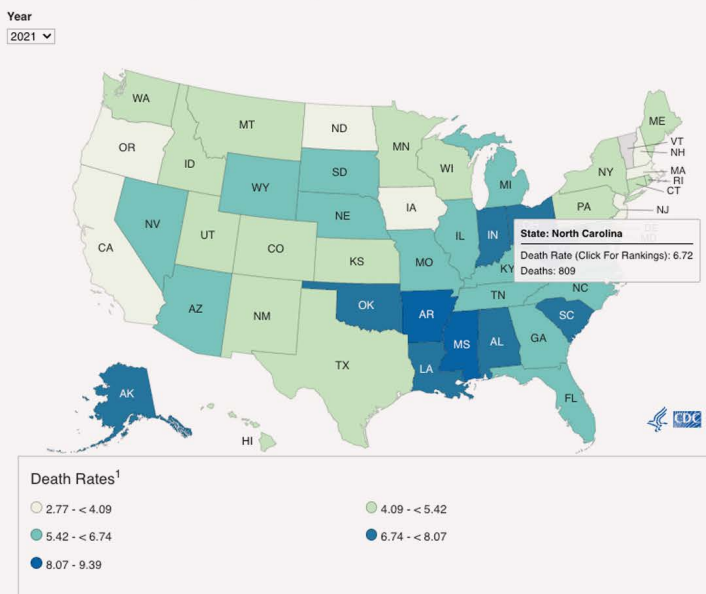 Year
2021
WA
OR
MT
ID
ND
MN
WI
SD
WY
NE
IA
MI
NY
ME
VT
NH
MA
RI
CT
NJ
PA
NV
UT
CA
CO
KS
MO
IL
IN
KY
State: North Carolina
Death Rate (Click For Rankings): 6.72
Deaths: 809
AZ
NM
OK
AR
TN
NC
SC
MS
AL
GA
TX
LA
FL
AK
HI
CDC
Death Rates¹
2.77 - < 4.09
4.09 - < 5.42
5.42 - < 6.74
6.74 - < 8.07
8.07 - 9.39